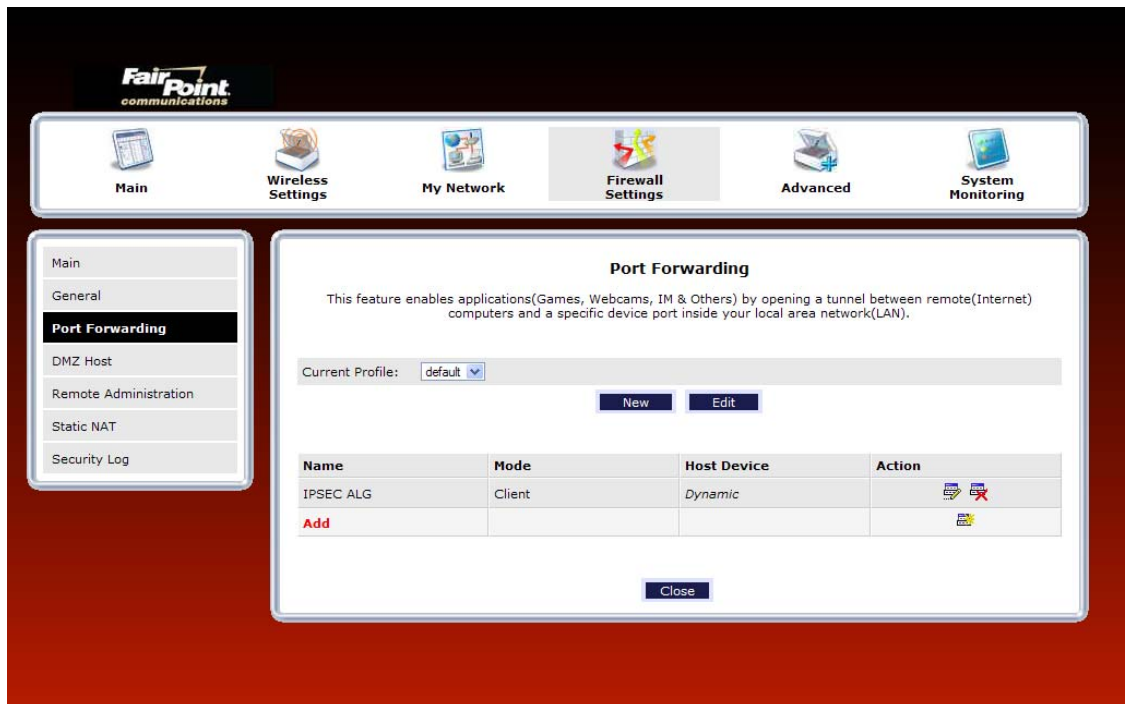 FairPoint.
communications
Main
Wireless
Settings
My Network
Firewall
Settings
Advanced
System
Monitoring
Main
General
Port Forwarding
DMZ Host
Remote Administration
Static NAT
Security Log
Port Forwarding
This feature enables applications(Games, Webcams, IM & Others) by opening a tunnel between remote(Internet)
computers and a specific device port inside your local area network(LAN).
Current Profile: default
New Edit
Name Mode Host Device Action
IPSEC ALG Client Dynamic
Add
Close